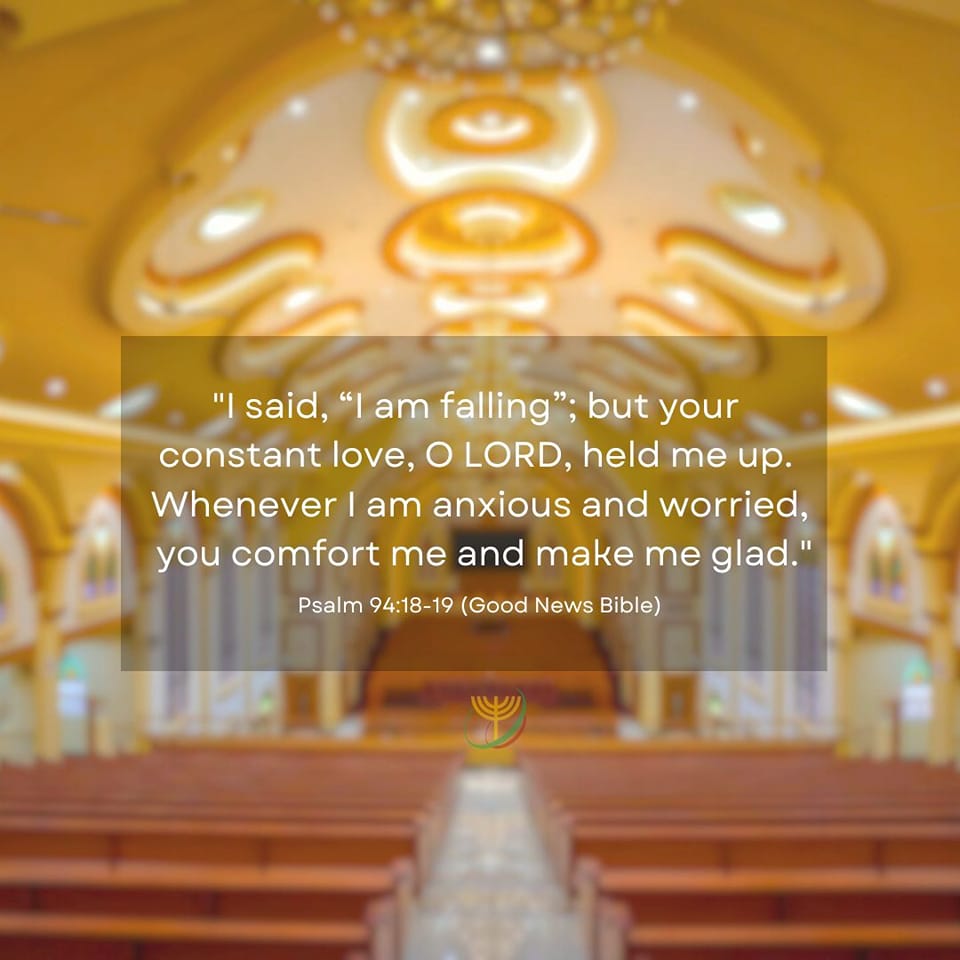 "I said, “I am falling”; but your
constant love, O LORD, held me up.
Whenever I am anxious and worried,
you comfort me and make me glad."
Psalm 94:18-19 (Good News Bible)